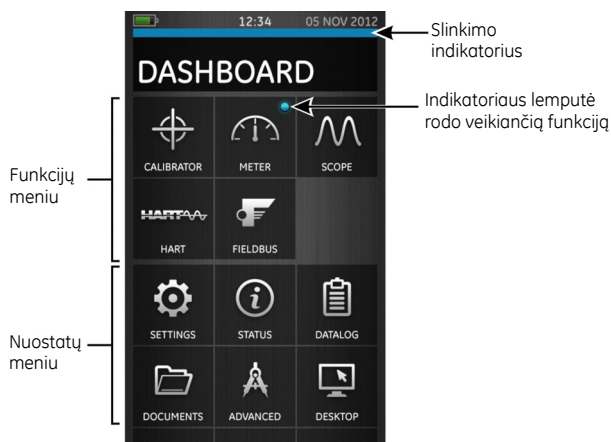 12:34 05 NOV 2012
Slinkimo
indikatorius
DASHBOARD
Indikatoriaus lemputė
rodo veikiančią funkciją
Funkcijų
meniu
CALIBRATOR METER SCOPE
HART
HART FIELDBUS
Nuostatų
meniu
SETTINGS STATUS DATALOG
DOCUMENTS ADVANCED DESKTOP